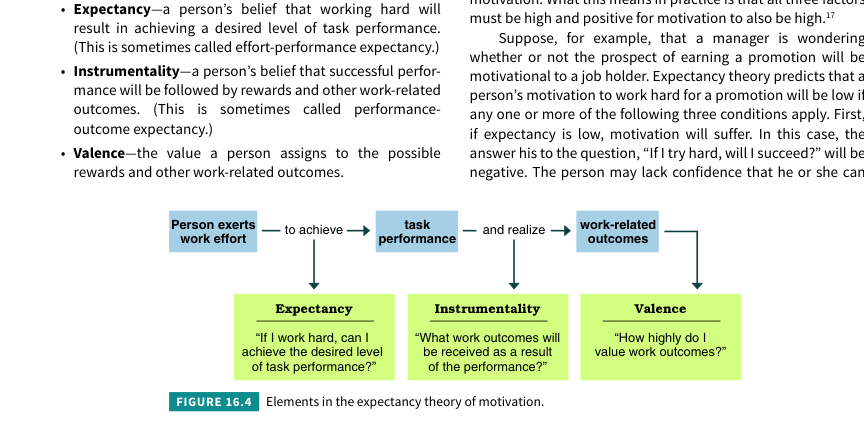 • Expectancy—a person's belief that working hard will
result in achieving a desired level of task performance.
(This is sometimes called effort-performance expectancy.)
• Instrumentality—a person's belief that successful perfor-
mance will be followed by rewards and other work-related
outcomes. (This is sometimes called performance-
outcome expectancy.)
• Valence—the value a person assigns to the possible
rewards and other work-related outcomes.
motivation. What this means in practice is that all three factors
must be high and positive for motivation to also be high.17
Suppose, for example, that a manager is wondering
whether or not the prospect of earning a promotion will be
motivational to a job holder. Expectancy theory predicts that a
person's motivation to work hard for a promotion will be low if
any one or more of the following three conditions apply. First,
if expectancy is low, motivation will suffer. In this case, the
answer his to the question, “If I try hard, will I succeed?” will be
negative. The person may lack confidence that he or she can
Person exerts
work effort
to achieve
task
performance
and realize
work-related
outcomes
Expectancy
“If I work hard, can I
achieve the desired level
of task performance?”
Instrumentality
“What work outcomes will
be received as a result
of the performance?”
Valence
“How highly do I
value work outcomes?”
FIGURE 16.4 Elements in the expectancy theory of motivation.